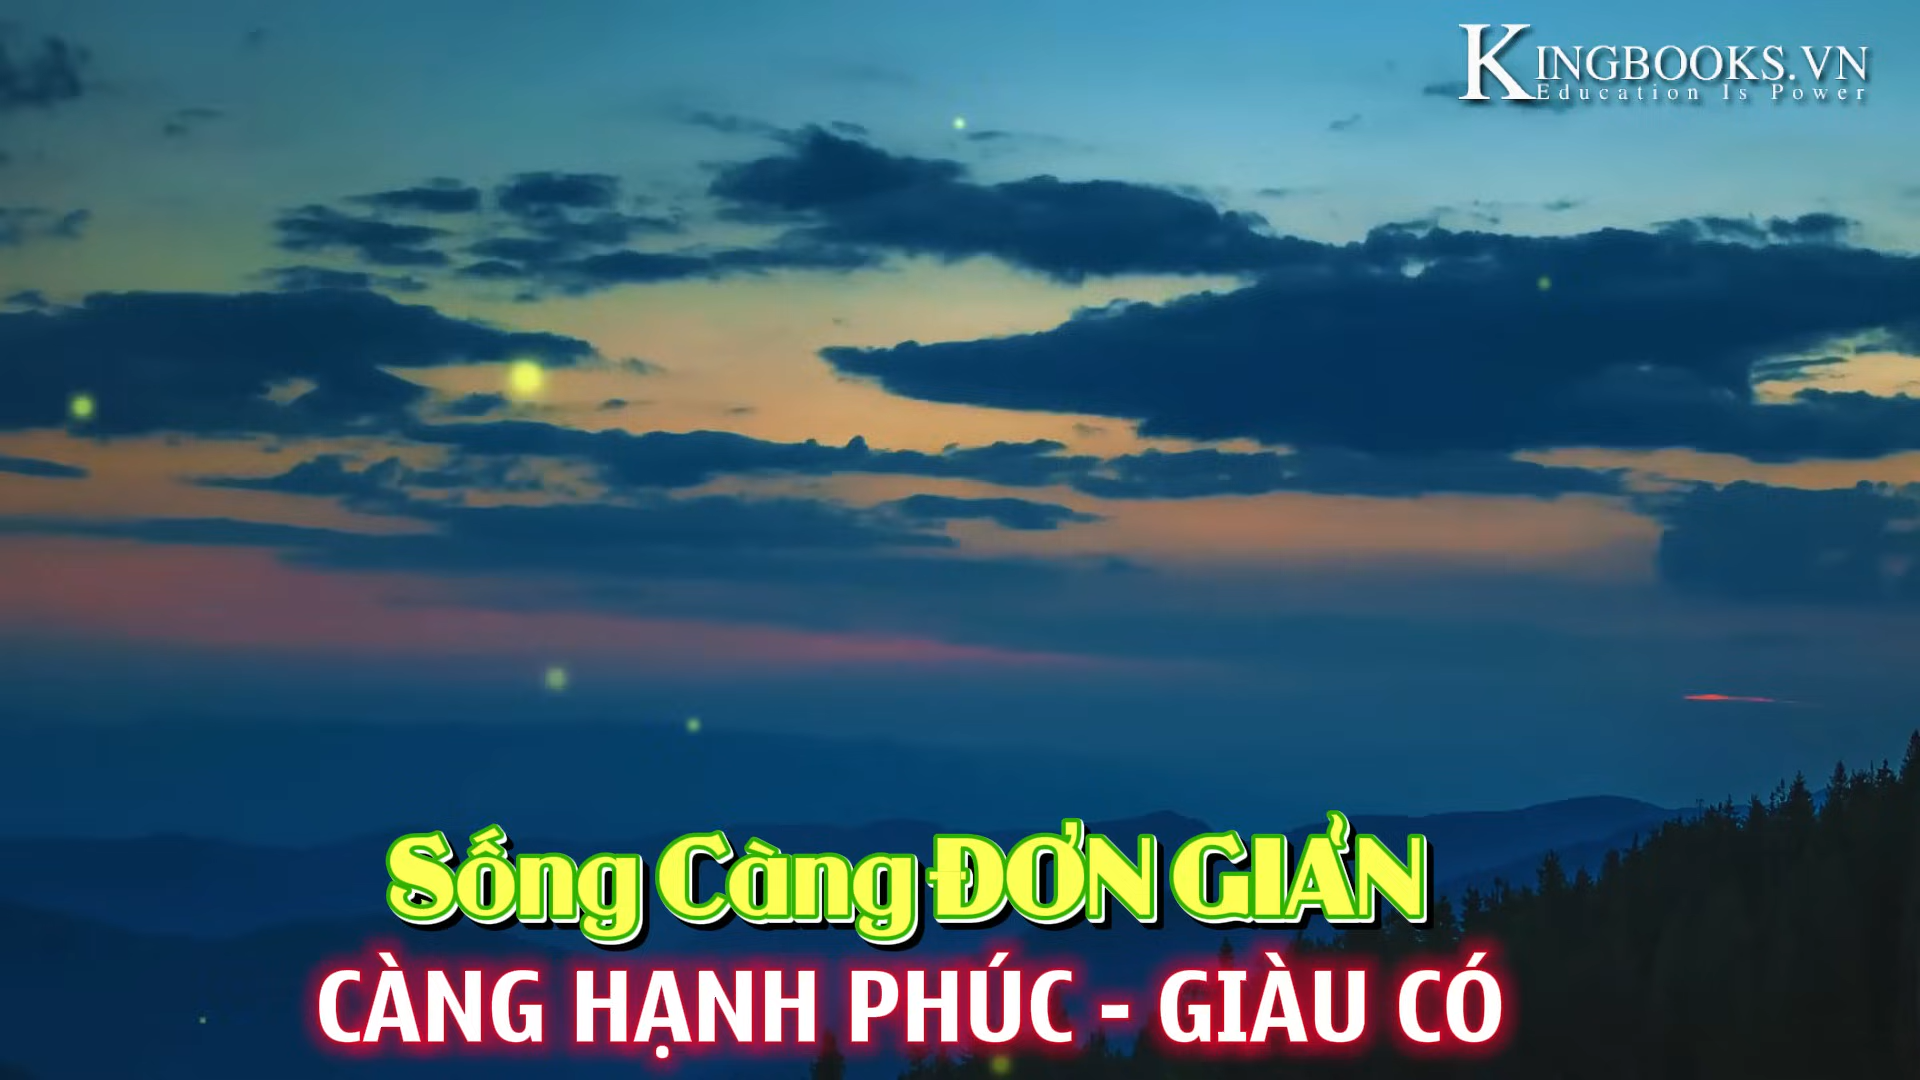 KINGBOOKS.VN
Education Is Power
Sống Càng ĐƠN GIẢN
CÀNG HẠNH PHÚC - GIÀU CÓ